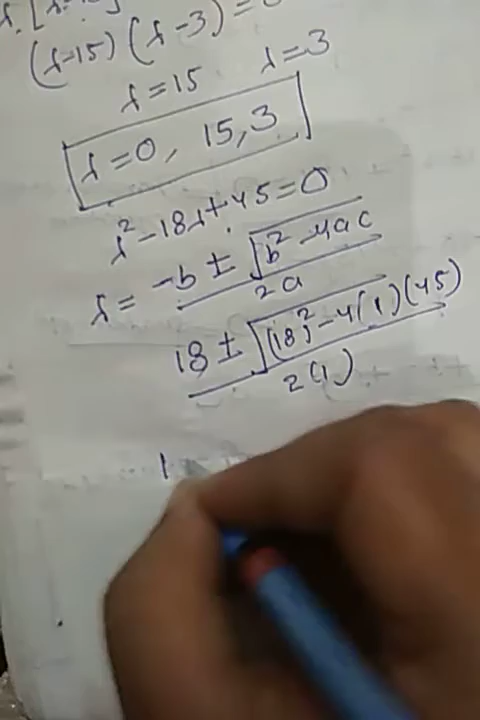 (λ-15)(λ-3)=0
λ=15 λ=3
λ=0, 15,3
λ²-18λ+45=0
λ = -b ± √b²-4ac / 2a
18 ± √(18)²-4(1)(45) / 2(1)
1